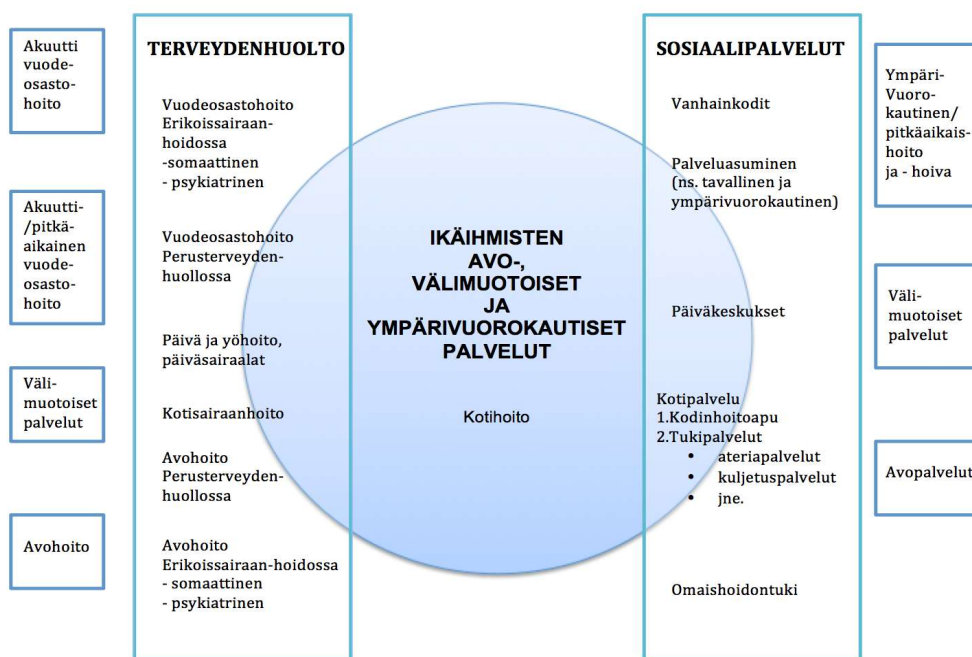 Akuutti
vuode-
osasto-
hoito
Akuutti-
/pitkä-
aikainen
vuode-
osasto-
hoito
Väli-
muotoiset
palvelut
Avohoito
TERVEYDENHUOLTO
Vuodeosastohoito
Erikoissairaan-
hoidossa
-somaattinen
- psykiatrinen
Vuodeosastohoito
Perusterveyden-
huollossa
Päivä ja yöhoito,
päiväsairaalat
Kotisairaanhoito
Avohoito
Perusterveyden-
huollossa
Avohoito
Erikoissairaan-hoidossa
- somaattinen
- psykiatrinen
IKÄIHMISTEN
AVO-,
VÄLIMUOTOISET
JA
YMPÄRIVUOROKAUTISET
PALVELUT
Kotihoito
SOSIAALIPALVELUT
Vanhainkodit
Palveluasuminen
(ns. tavallinen ja
ympärivuorokautinen)
Päiväkeskukset
Kotipalvelu
1.Kodinhoitoapu
2.Tukipalvelut
• ateriapalvelut
• kuljetuspalvelut
• jne.
Omaishoidontuki
Ympäri-
Vuoro-
kautinen/
pitkäaikais-
hoito
ja - hoiva
Väli-
muotoiset
palvelut
Avopalvelut